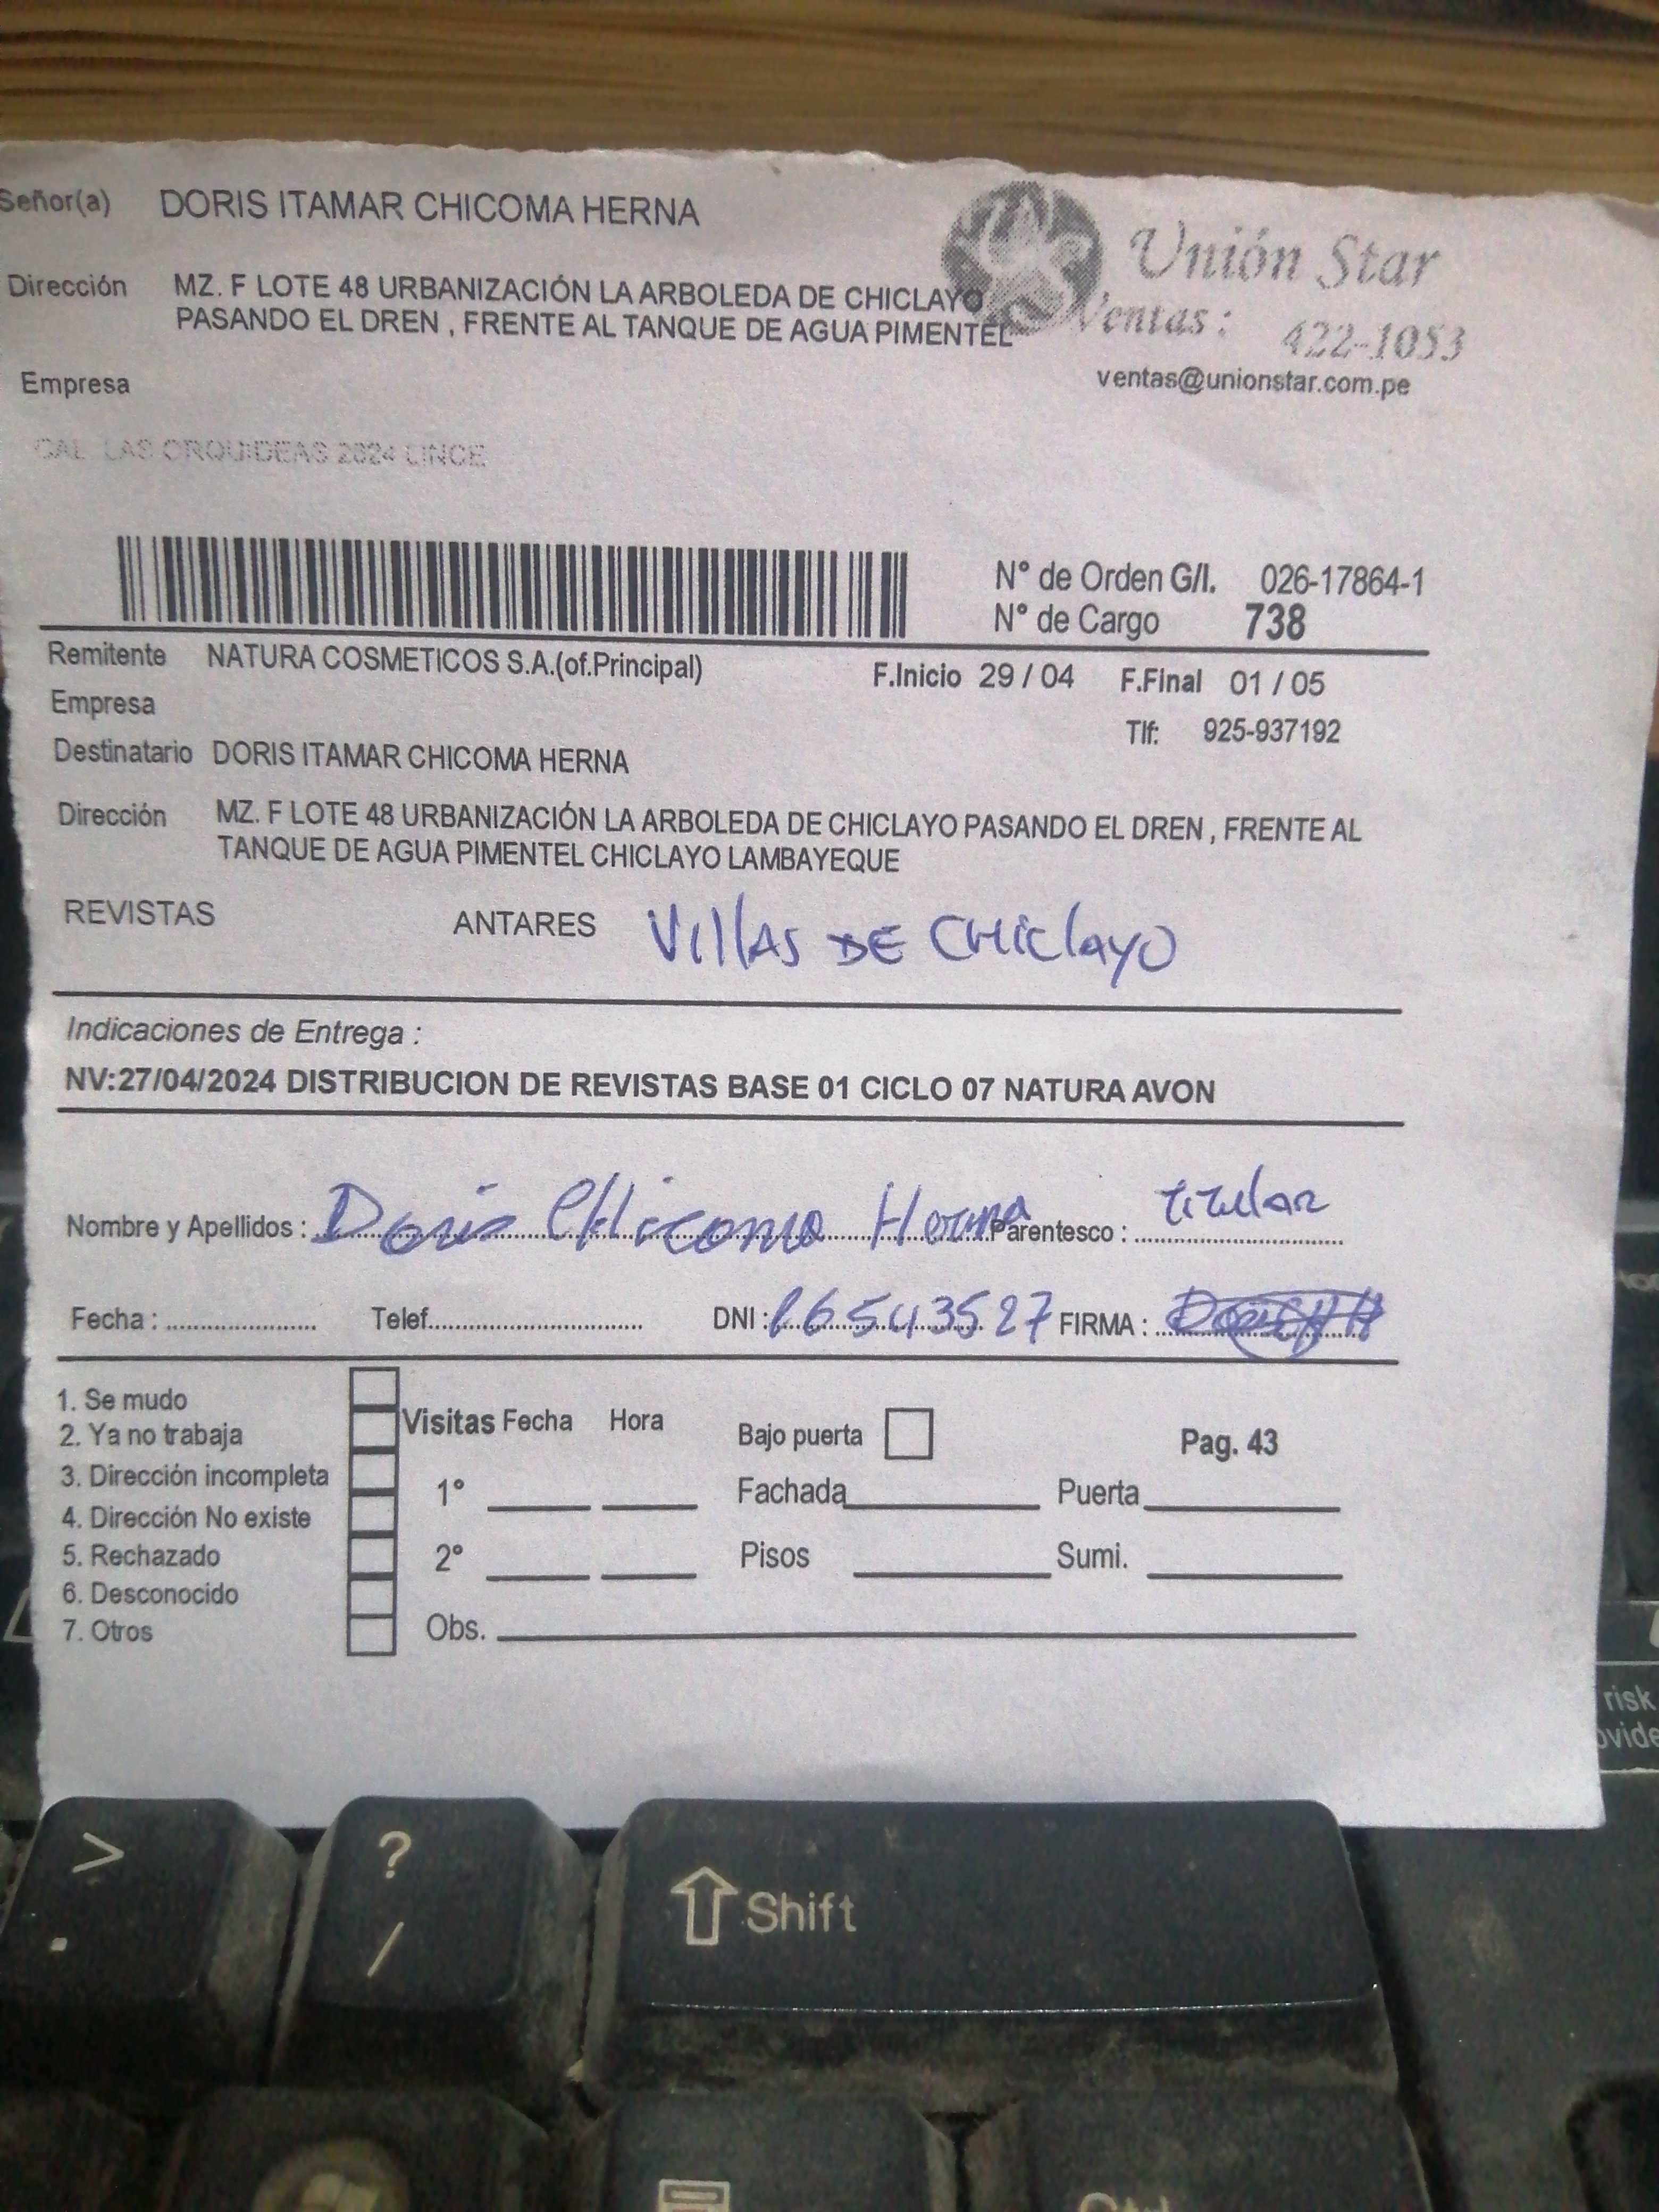 Señor(a) DORIS ITAMAR CHICOMA HERNA
Unión Star
Dirección MZ. F LOTE 48 URBANIZACIÓN LA ARBOLEDA DE CHICLAYO
PASANDO EL DREN , FRENTE AL TANQUE DE AGUA PIMENTEL
Ventas : 422-1053
ventas@unionstar.com.pe
Empresa
CAL LAS ORQUIDEAS 2824 LINCE
N° de Orden G/I. 026-17864-1
N° de Cargo 738
Remitente NATURA COSMETICOS S.A.(of.Principal) F.Inicio 29 / 04 F.Final 01 / 05
Empresa
Tlf: 925-937192
Destinatario DORIS ITAMAR CHICOMA HERNA
Dirección MZ. F LOTE 48 URBANIZACIÓN LA ARBOLEDA DE CHICLAYO PASANDO EL DREN , FRENTE AL
TANQUE DE AGUA PIMENTEL CHICLAYO LAMBAYEQUE
REVISTAS ANTARES Villas DE CHiclayo
Indicaciones de Entrega :
NV:27/04/2024 DISTRIBUCION DE REVISTAS BASE 01 CICLO 07 NATURA AVON
Nombre y Apellidos : Doris CHicoma Herna Parentesco : titular
Fecha : Telef. DNI : 16543527 FIRMA :
1. Se mudo
2. Ya no trabaja
3. Dirección incompleta
4. Dirección No existe
5. Rechazado
6. Desconocido
7. Otros
Visitas Fecha Hora Bajo puerta Pag. 43
1° Fachada Puerta
2° Pisos Sumi.
Obs.
risk
> .
? /
Shift